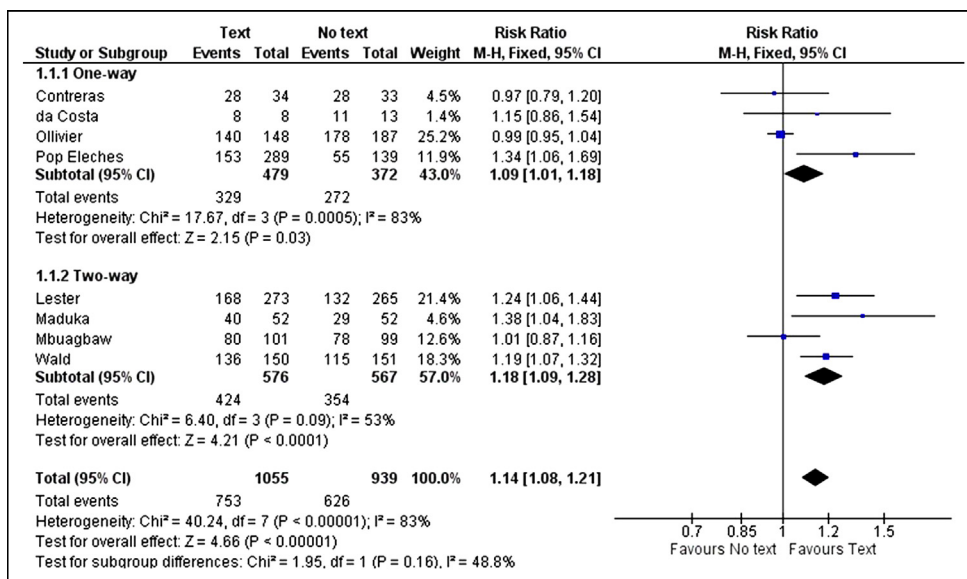 Text No text Risk Ratio Risk Ratio
Study or Subgroup Events Total Events Total Weight M-H, Fixed, 95% CI M-H, Fixed, 95% CI
1.1.1 One-way
Contreras 28 34 28 33 4.5% 0.97 [0.79, 1.20]
da Costa 8 8 11 13 1.4% 1.15 [0.86, 1.54]
Ollivier 140 148 178 187 25.2% 0.99 [0.95, 1.04]
Pop Eleches 153 289 55 139 11.9% 1.34 [1.06, 1.69]
Subtotal (95% CI) 479 372 43.0% 1.09 [1.01, 1.18]
Total events 329 272
Heterogeneity: Chi² = 17.67, df = 3 (P = 0.0005); I² = 83%
Test for overall effect: Z = 2.15 (P = 0.03)
1.1.2 Two-way
Lester 168 273 132 265 21.4% 1.24 [1.06, 1.44]
Maduka 40 52 29 52 4.6% 1.38 [1.04, 1.83]
Mbuagbaw 80 101 78 99 12.6% 1.01 [0.87, 1.16]
Wald 136 150 115 151 18.3% 1.19 [1.07, 1.32]
Subtotal (95% CI) 576 567 57.0% 1.18 [1.09, 1.28]
Total events 424 354
Heterogeneity: Chi² = 6.40, df = 3 (P = 0.09); I² = 53%
Test for overall effect: Z = 4.21 (P < 0.0001)
Total (95% CI) 1055 939 100.0% 1.14 [1.08, 1.21]
Total events 753 626
Heterogeneity: Chi² = 40.24, df = 7 (P < 0.00001); I² = 83%
Test for overall effect: Z = 4.66 (P < 0.00001)
Test for subgroup differences: Chi² = 1.95, df = 1 (P = 0.16), I² = 48.8%
0.7 0.85 1 1.2 1.5
Favours No text Favours Text